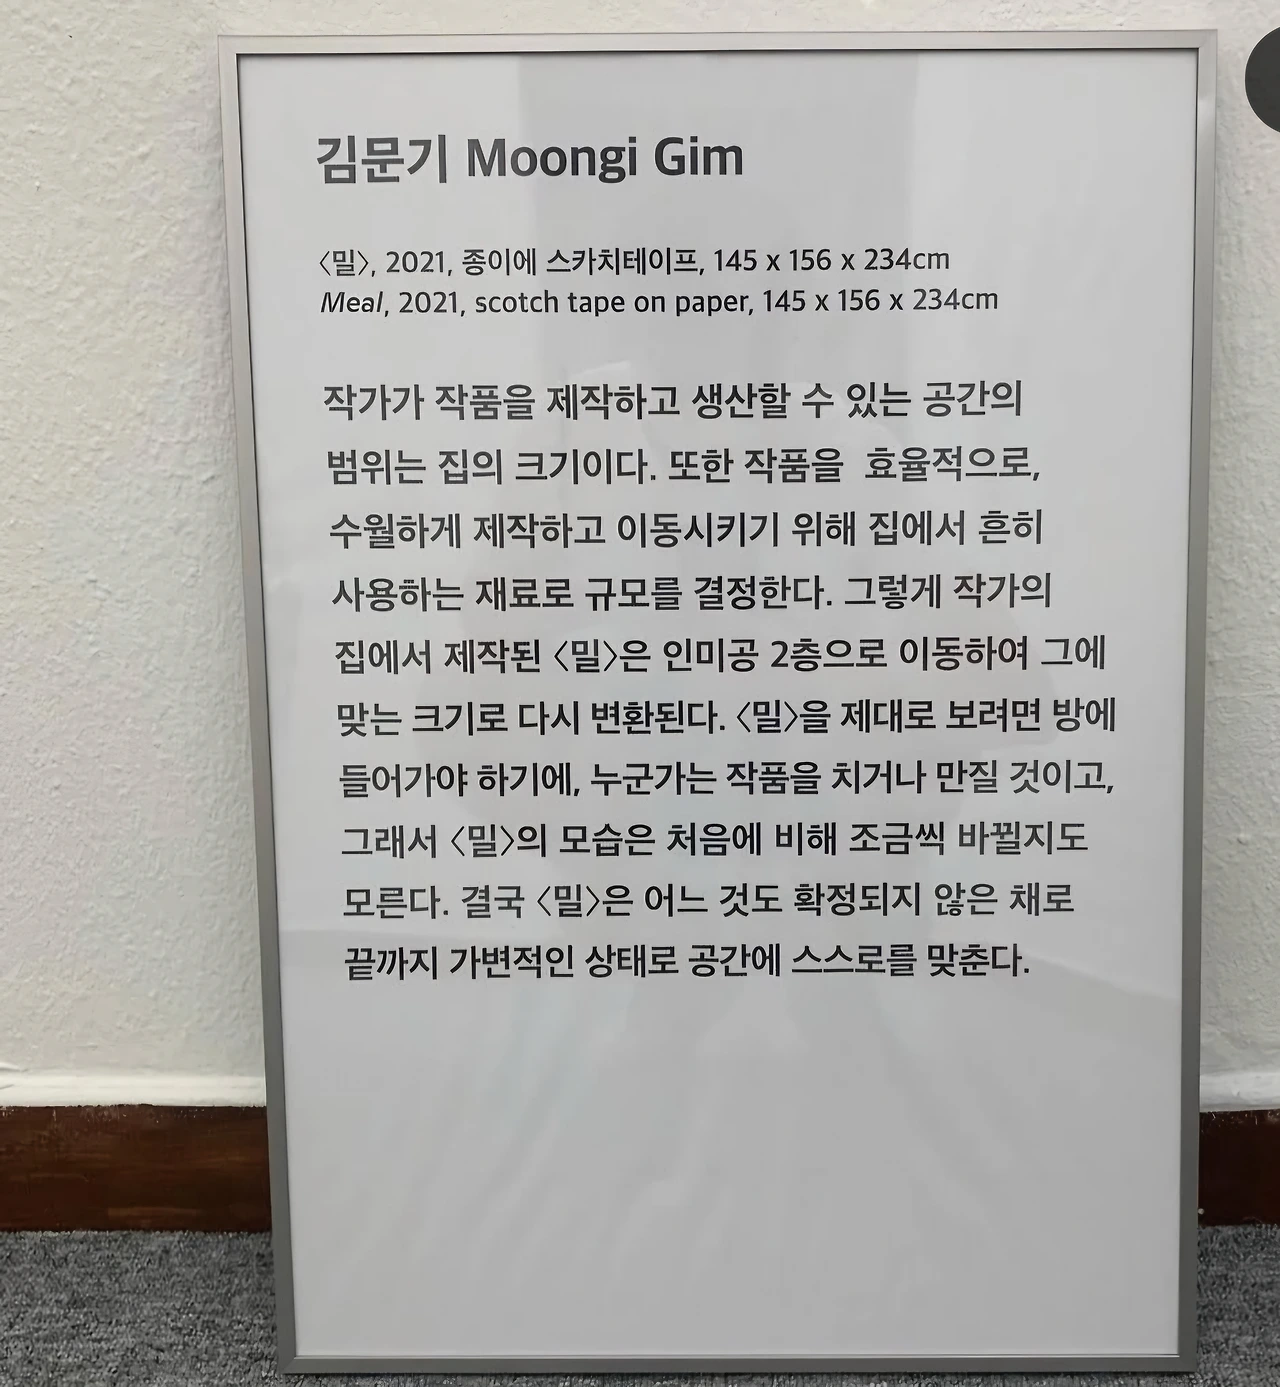 김문기 Moongi Gim
〈밀〉, 2021, 종이에 스카치테이프, 145 x 156 x 234cm
Meal, 2021, scotch tape on paper, 145 x 156 x 234cm
작가가 작품을 제작하고 생산할 수 있는 공간의
범위는 집의 크기이다. 또한 작품을 효율적으로,
수월하게 제작하고 이동시키기 위해 집에서 흔히
사용하는 재료로 규모를 결정한다. 그렇게 작가의
집에서 제작된 〈밀〉은 인미공 2층으로 이동하여 그에
맞는 크기로 다시 변환된다. 〈밀〉을 제대로 보려면 방에
들어가야 하기에, 누군가는 작품을 치거나 만질 것이고,
그래서 〈밀〉의 모습은 처음에 비해 조금씩 바뀔지도
모른다. 결국 〈밀〉은 어느 것도 확정되지 않은 채로
끝까지 가변적인 상태로 공간에 스스로를 맞춘다.